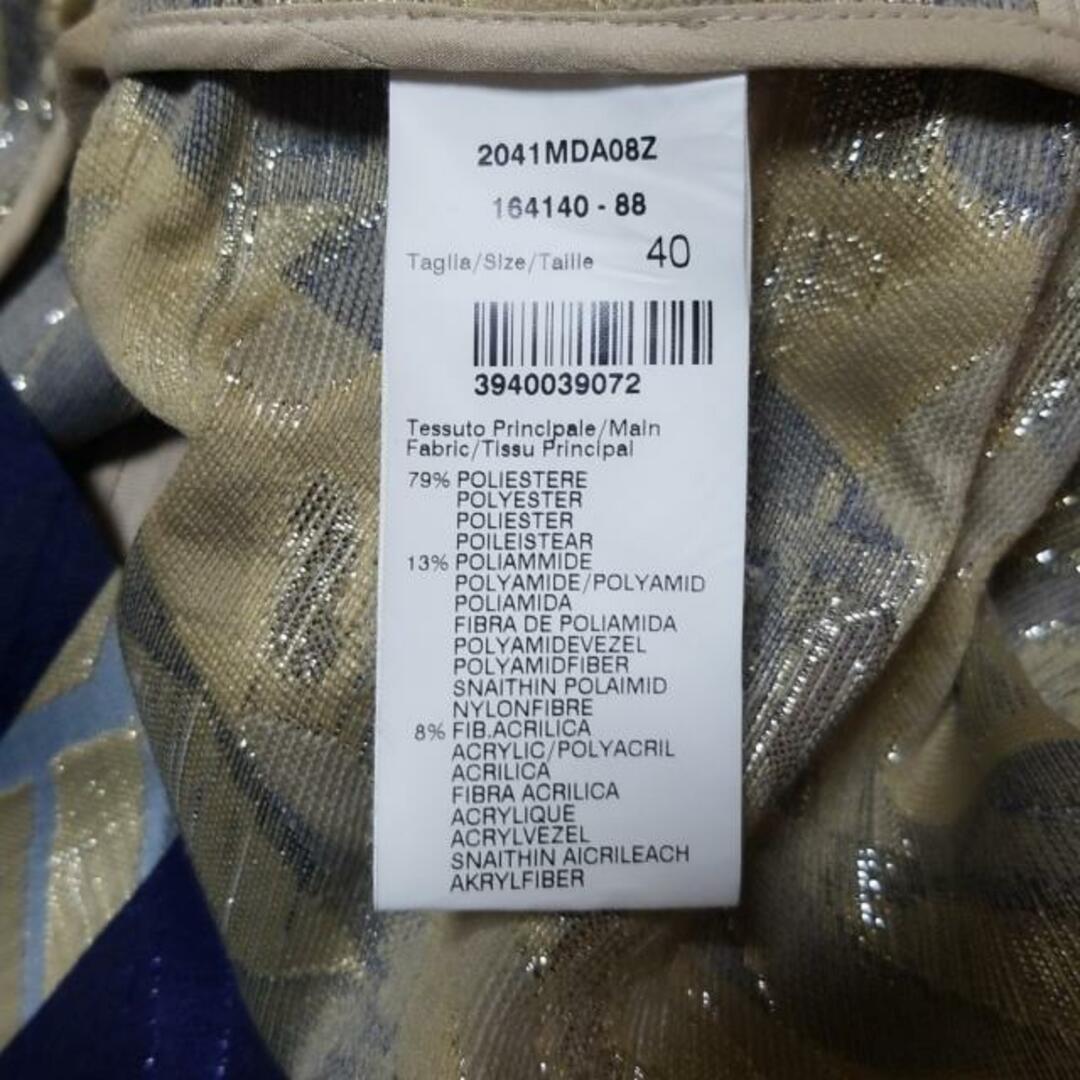 2041MDA08Z
164140 - 88
Taglia/Size/Taille 40
3940039072
Tessuto Principale/Main
Fabric/Tissu Principal
79% POLIESTERE
POLYESTER
POLIESTER
POILEISTEAR
13% POLIAMMIDE
POLYAMIDE/POLYAMID
POLIAMIDA
FIBRA DE POLIAMIDA
POLYAMIDEVEZEL
POLYAMIDFIBER
SNAITHIN POLAIMID
NYLONFIBRE
8% FIB.ACRILICA
ACRYLIC/POLYACRIL
ACRILICA
FIBRA ACRILICA
ACRYLIQUE
ACRYLVEZEL
SNAITHIN AICRILEACH
AKRYLFIBER